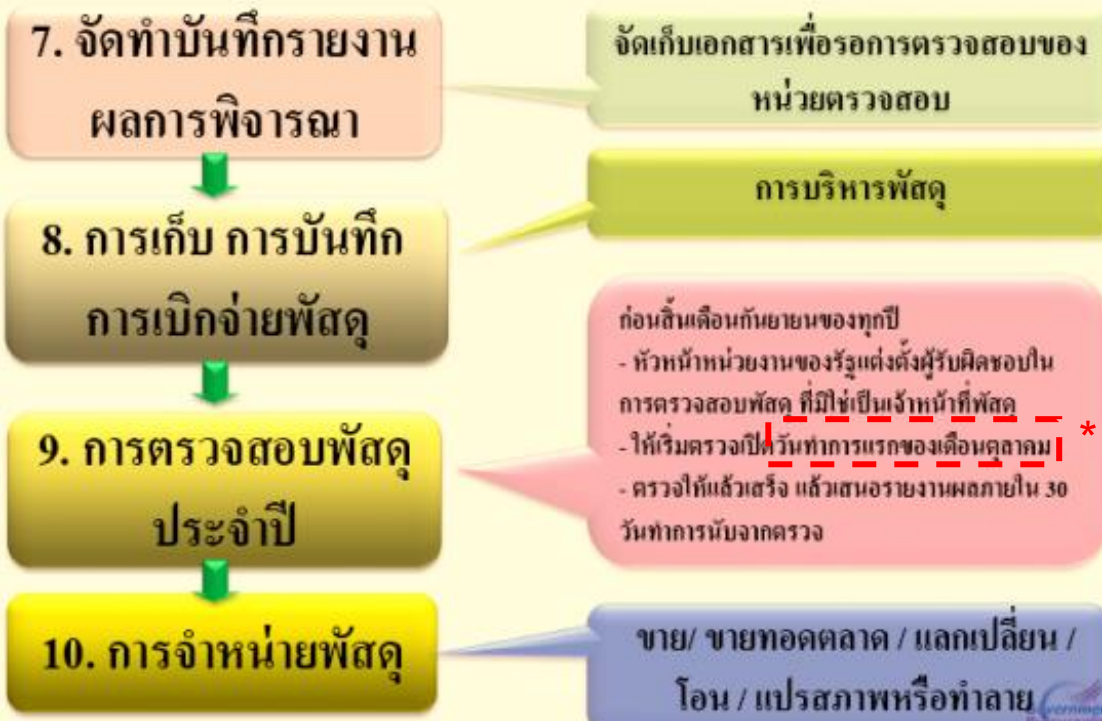 7. จัดทำบันทึกรายงาน
ผลการพิจารณา
จัดเก็บเอกสารเพื่อรอการตรวจสอบของ
หน่วยตรวจสอบ
8. การเก็บ การบันทึก
การเบิกจ่ายพัสดุ
การบริหารพัสดุ
9. การตรวจสอบพัสดุ
ประจำปี
ก่อนสิ้นเดือนกันยายนของทุกปี
- หัวหน้าหน่วยงานของรัฐแต่งตั้งผู้รับผิดชอบใน
การตรวจสอบพัสดุ ที่มิใช่เป็นเจ้าหน้าที่พัสดุ
- ให้เริ่มตรวจเปิดวันทำการแรกของเดือนตุลาคม *
- ตรวจให้แล้วเสร็จ แล้วเสนอรายงานผลภายใน 30
วันทำการนับจากตรวจ
10. การจำหน่ายพัสดุ
ขาย/ ขายทอดตลาด / แลกเปลี่ยน /
โอน / แปรสภาพหรือทำลาย